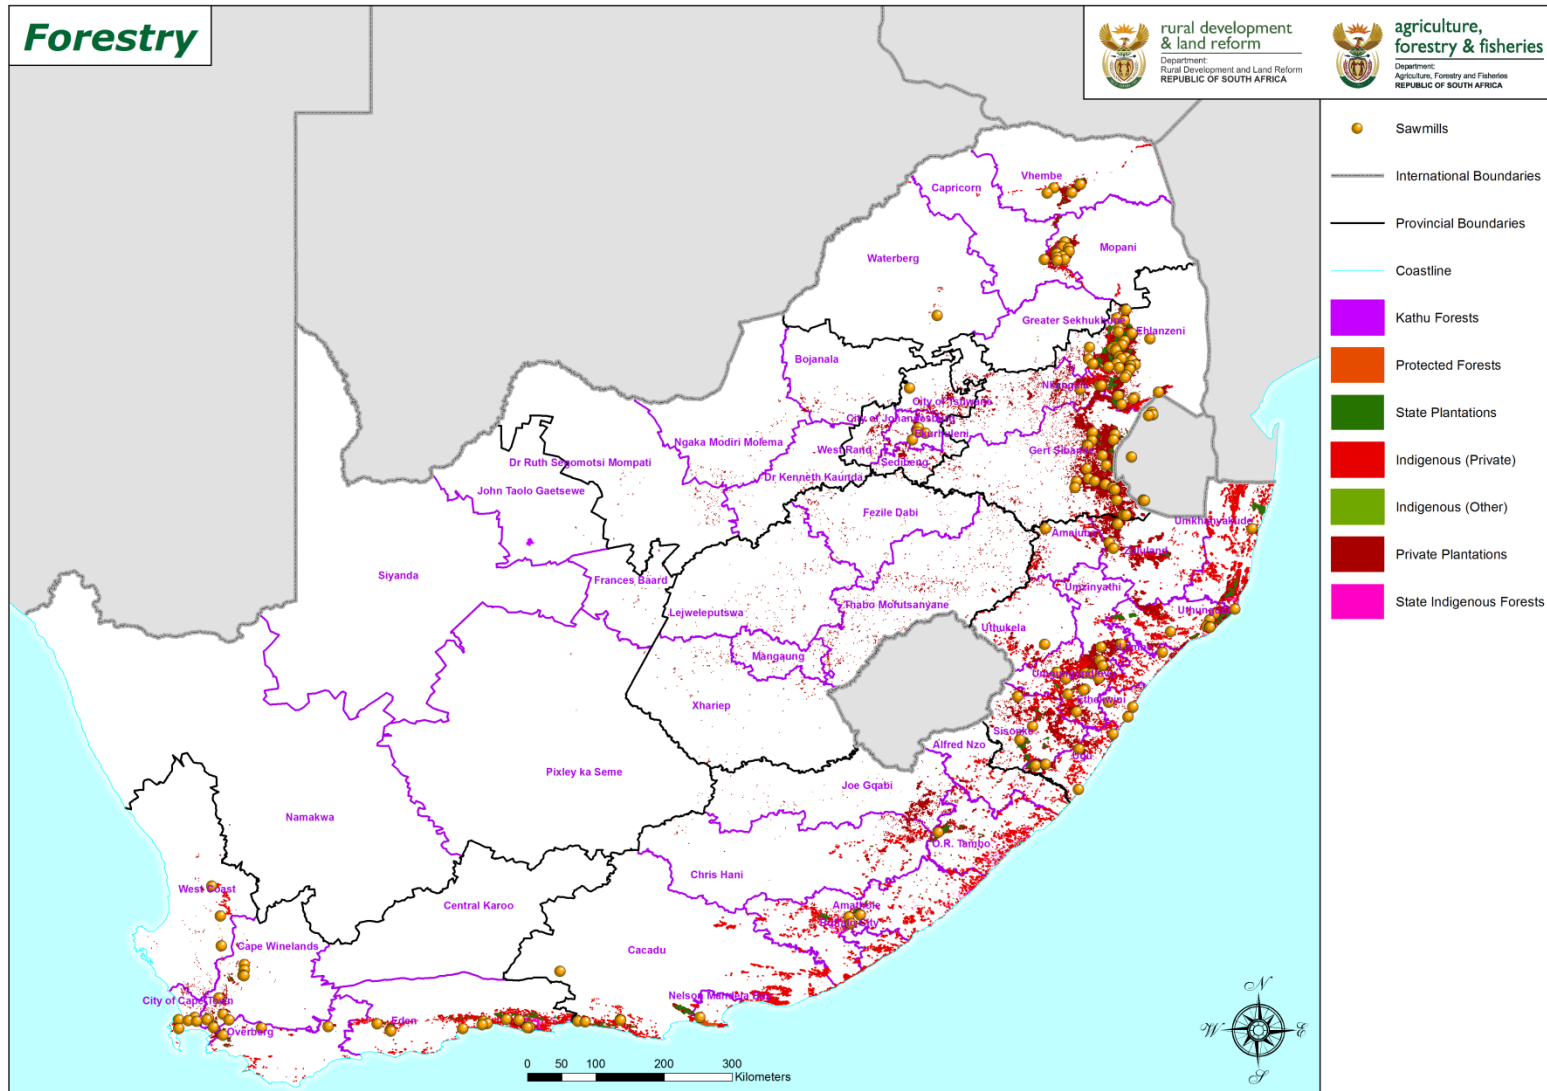 Forestry
rural development
& land reform
Department:
Rural Development and Land Reform
REPUBLIC OF SOUTH AFRICA
agriculture,
forestry & fisheries
Department:
Agriculture, Forestry and Fisheries
REPUBLIC OF SOUTH AFRICA
Sawmills
International Boundaries
Provincial Boundaries
Coastline
Kathu Forests
Protected Forests
State Plantations
Indigenous (Private)
Indigenous (Other)
Private Plantations
State Indigenous Forests
Vhembe
Capricorn
Mopani
Waterberg
Greater Sekhukhune
Ehlanzeni
Bojanala
Nkangala
City of Tshwane
City of Johannesburg
Ekurhuleni
Ngaka Modiri Molema
West Rand
Gert Sibande
Sedibeng
Dr Ruth Segomotsi Mompati
Dr Kenneth Kaunda
John Taolo Gaetsewe
Fezile Dabi
Umkhanyakude
Amajuba
Zululand
Siyanda
Frances Baard
Umzinyathi
Thabo Mofutsanyane
Lejweleputswa
Uthungulu
Uthukela
Mangaung
Xhariep
Ethekwini
Sisonke
Alfred Nzo
Ugu
Pixley ka Seme
Joe Gqabi
Namakwa
O.R. Tambo
Chris Hani
West Coast
Central Karoo
Amathole
Buffalo City
Cape Winelands
Cacadu
City of Cape Town
Nelson Mandela Bay
Eden
Overberg
N
W E
S
0 50 100 200 300
Kilometers